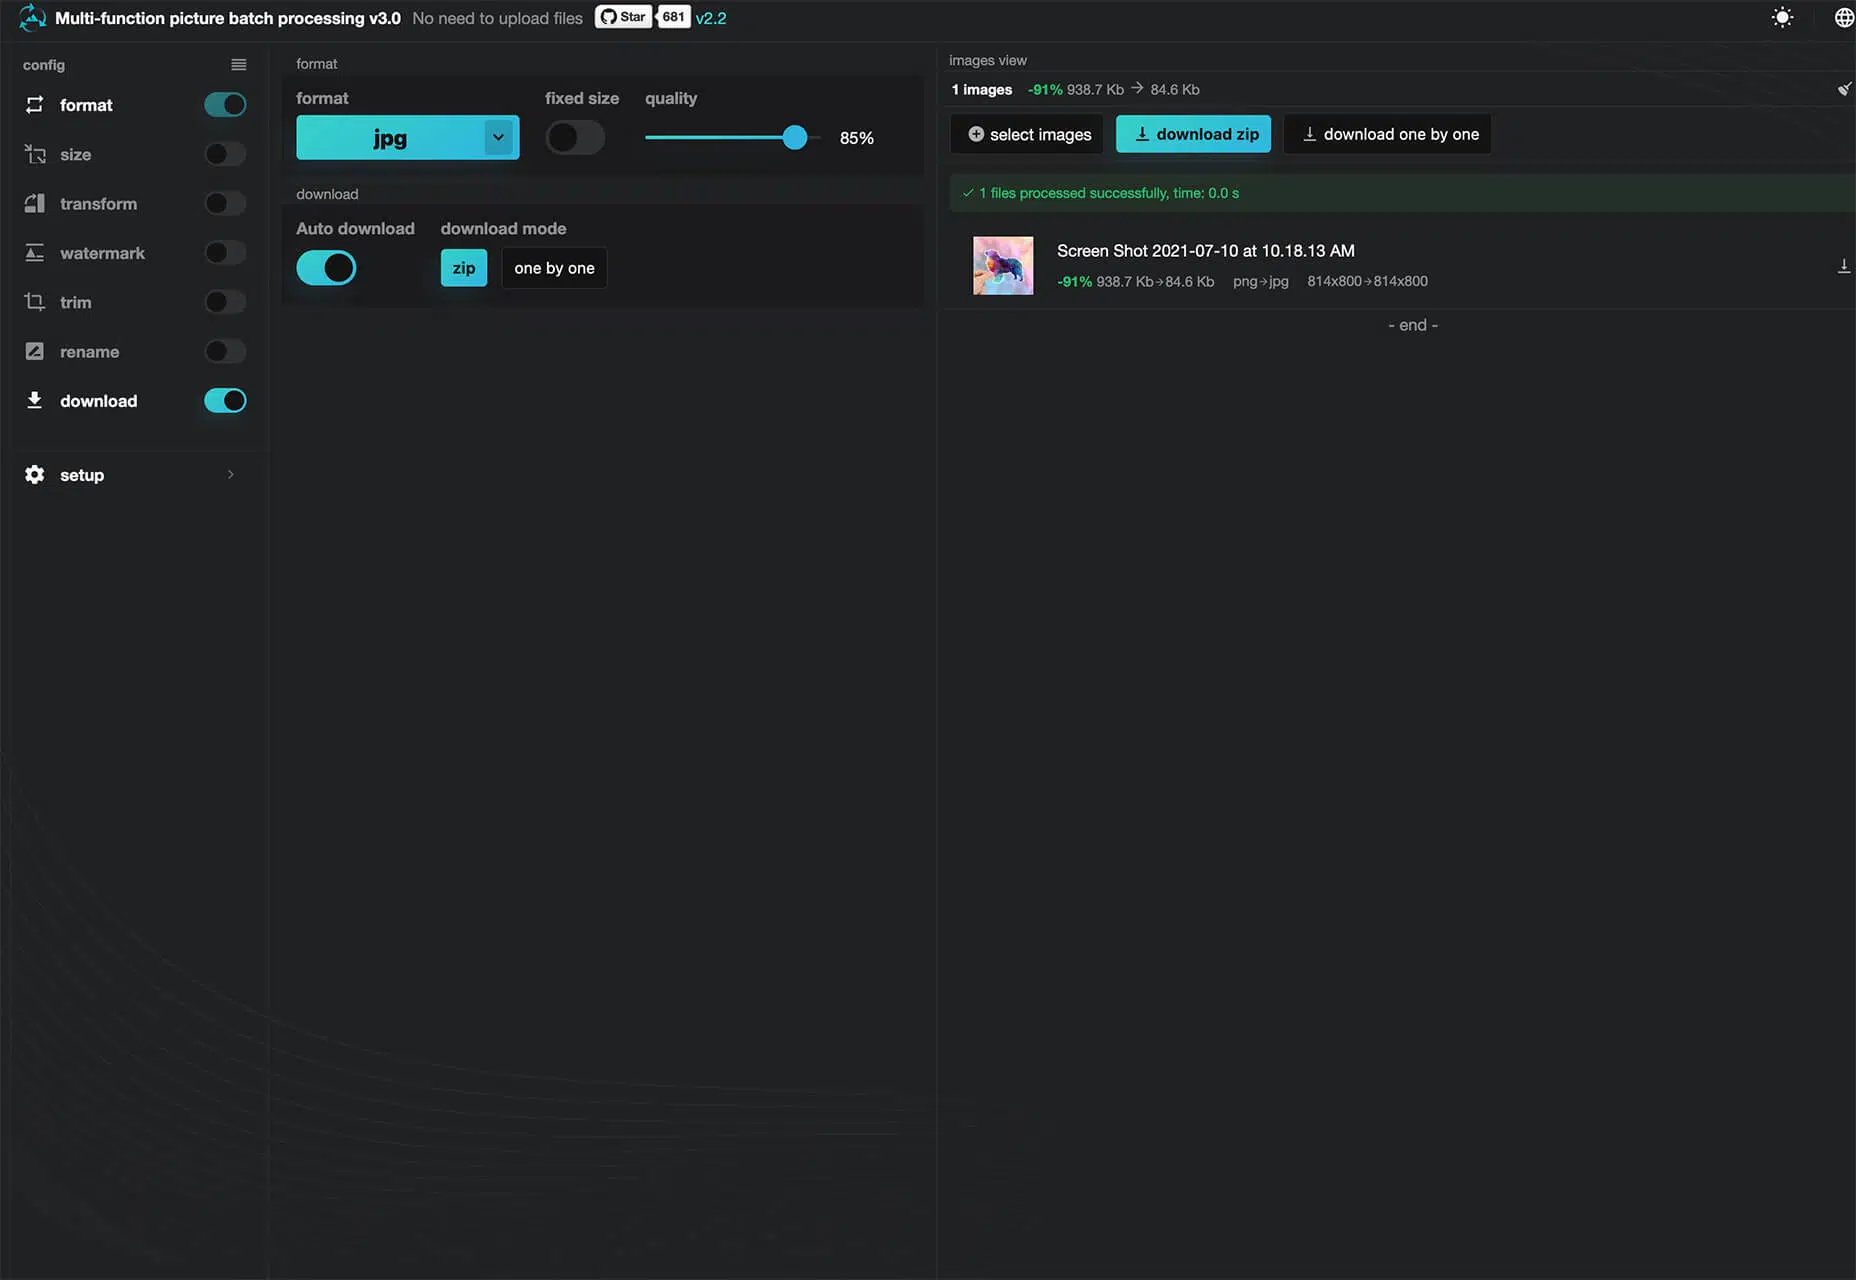 Multi-function picture batch processing v3.0 No need to upload files Star 681 v2.2
config
format
size
transform
watermark
trim
rename
download
setup
format
format fixed size quality
jpg 85%
download
Auto download download mode
zip one by one
images view
1 images -91% 938.7 Kb → 84.6 Kb
select images download zip download one by one
✓ 1 files processed successfully, time: 0.0 s
Screen Shot 2021-07-10 at 10.18.13 AM
-91% 938.7 Kb→84.6 Kb png→jpg 814x800→814x800
- end -